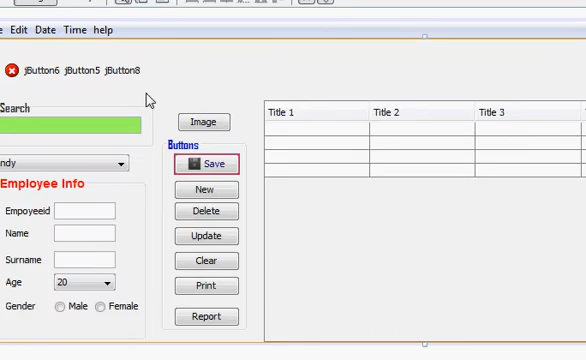 Edit Date Time help
jButton6 jButton5 jButton8
Search
Image
Title 1 Title 2 Title 3
Buttons
Save
ndy
New
Employee Info
Delete
Empoyeeid
Name
Update
Surname
Clear
Age 20
Print
Gender Male Female
Report